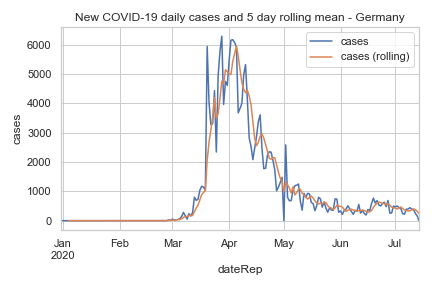 New COVID-19 daily cases and 5 day rolling mean - Germany
cases
cases (rolling)
6000
5000
4000
3000
2000
1000
0
cases
Jan
2020
Feb
Mar
Apr
May
Jun
Jul
dateRep